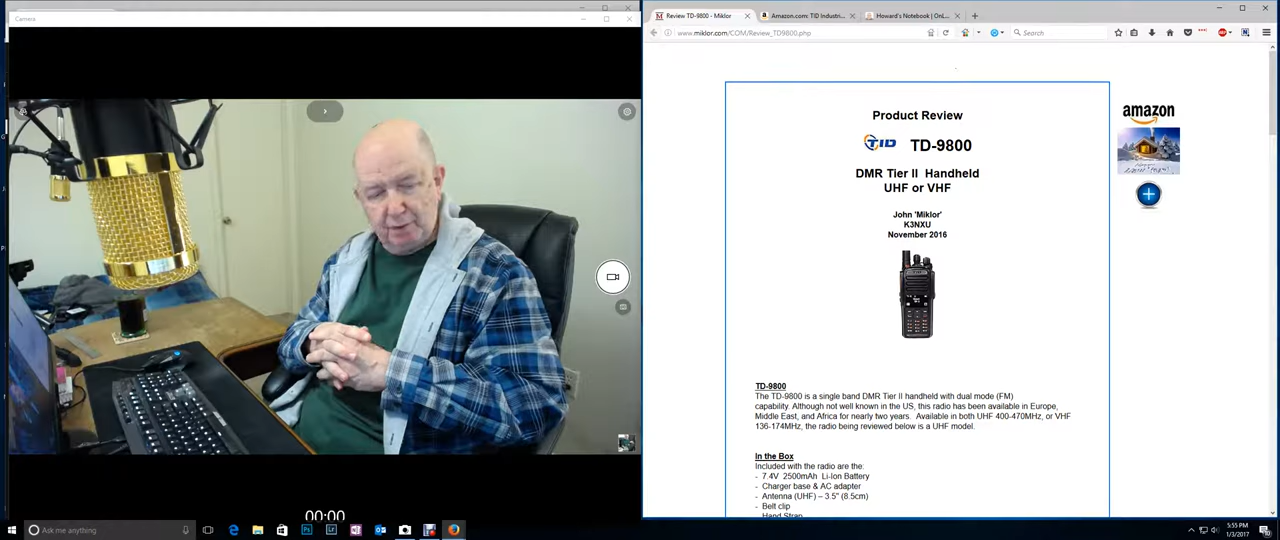 Camera
Review TD-9800 - Miklor
Amazon.com: TID Industri...
Howard's Notebook | OnL...
www.miklor.com/COM/Review_TD9800.php
Search
Product Review
TID TD-9800
DMR Tier II Handheld
UHF or VHF
John 'Miklor'
K3NXU
November 2016
amazon
TD-9800
The TD-9800 is a single band DMR Tier II handheld with dual mode (FM)
capability. Although not well known in the US, this radio has been available in Europe,
Middle East, and Africa for nearly two years. Available in both UHF 400-470MHz, or VHF
136-174MHz, the radio being reviewed below is a UHF model.
In the Box
Included with the radio are the:
- 7.4V 2500mAh Li-Ion Battery
- Charger base & AC adapter
- Antenna (UHF) – 3.5" (8.5cm)
- Belt clip
- Hand Strap
00:00
Ask me anything
5:55 PM
1/3/2017